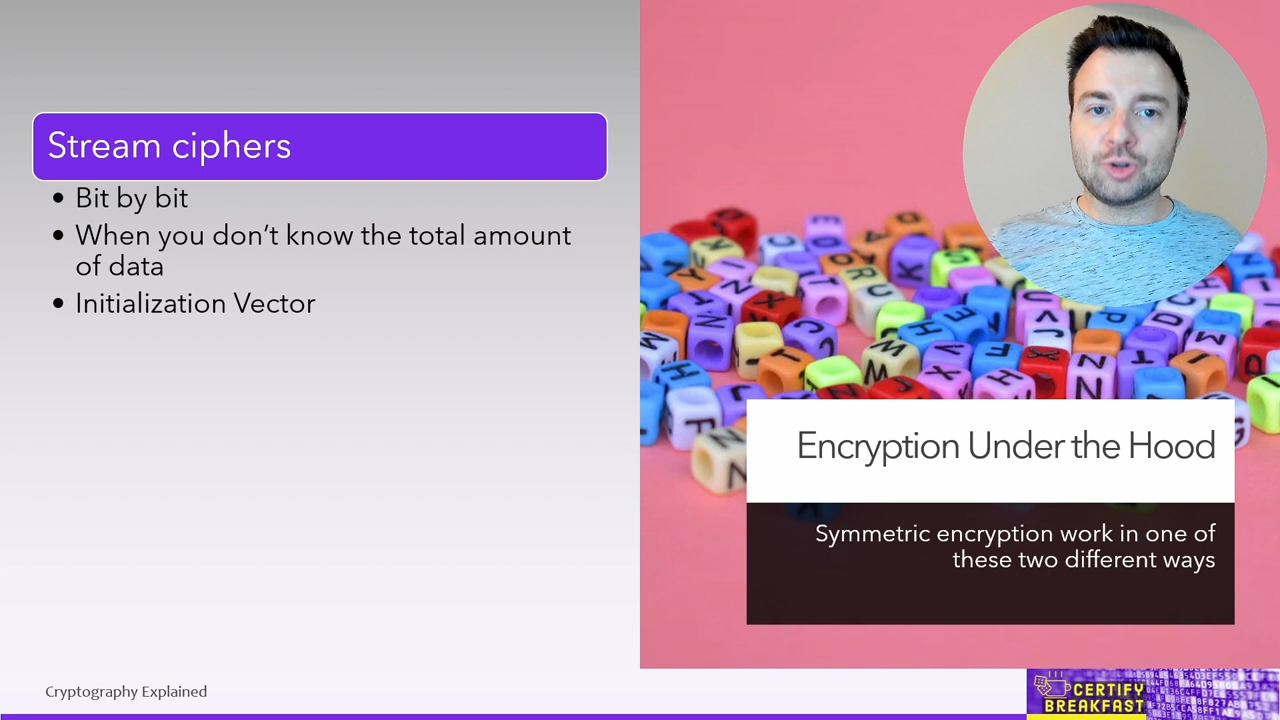 Stream ciphers
• Bit by bit
• When you don't know the total amount
of data
• Initialization Vector
Encryption Under the Hood
Symmetric encryption work in one of
these two different ways
Cryptography Explained
CERTIFY
BREAKFAST